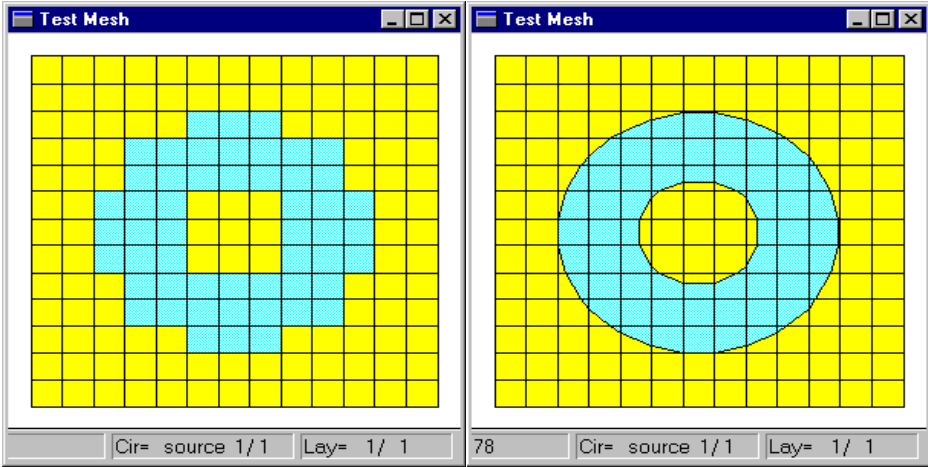 Test Mesh
Test Mesh
Cir= source 1/ 1
Lay= 1/ 1
78
Cir= source 1/ 1
Lay= 1/ 1